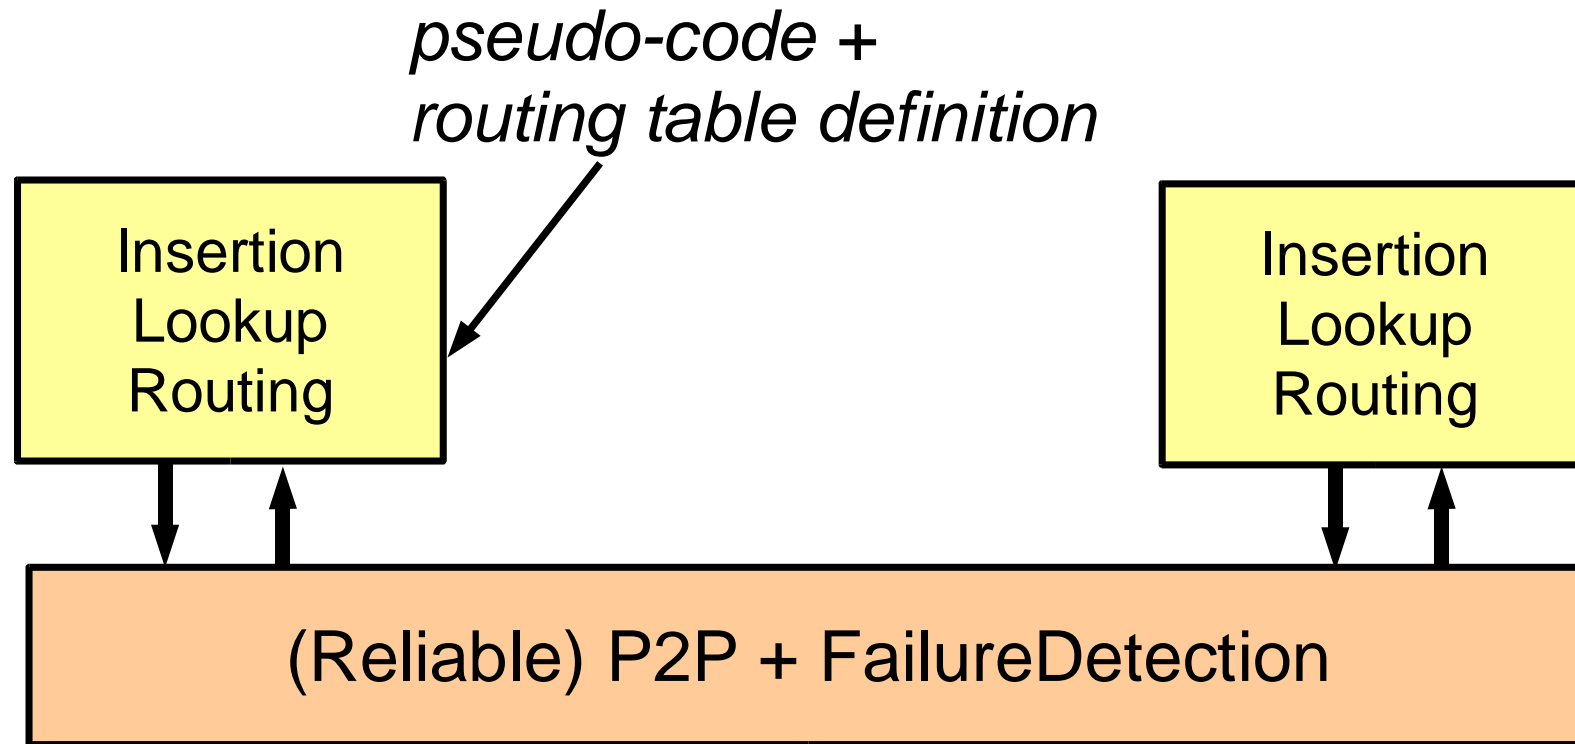 pseudo-code +
routing table definition
Insertion
Lookup
Routing
Insertion
Lookup
Routing
(Reliable) P2P + FailureDetection